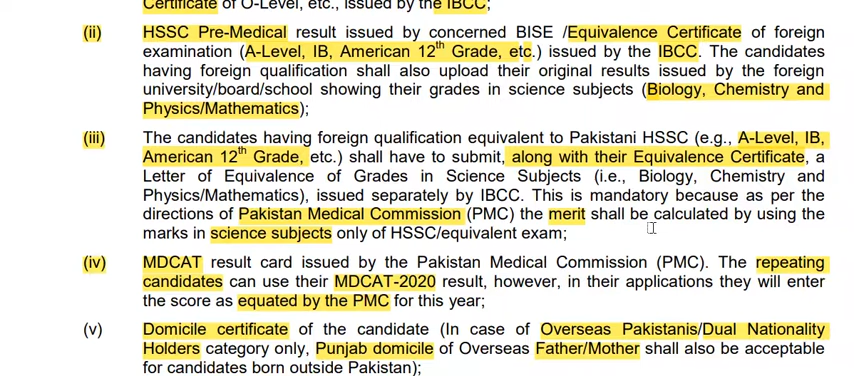 Certificate of O-Level, etc., issued by the IBCC;
(ii) HSSC Pre-Medical result issued by concerned BISE /Equivalence Certificate of foreign
examination (A-Level, IB, American 12th Grade, etc.) issued by the IBCC. The candidates
having foreign qualification shall also upload their original results issued by the foreign
university/board/school showing their grades in science subjects (Biology, Chemistry and
Physics/Mathematics);
(iii) The candidates having foreign qualification equivalent to Pakistani HSSC (e.g., A-Level, IB,
American 12th Grade, etc.) shall have to submit, along with their Equivalence Certificate, a
Letter of Equivalence of Grades in Science Subjects (i.e., Biology, Chemistry and
Physics/Mathematics), issued separately by IBCC. This is mandatory because as per the
directions of Pakistan Medical Commission (PMC) the merit shall be calculated by using the
marks in science subjects only of HSSC/equivalent exam;
(iv) MDCAT result card issued by the Pakistan Medical Commission (PMC). The repeating
candidates can use their MDCAT-2020 result, however, in their applications they will enter
the score as equated by the PMC for this year;
(v) Domicile certificate of the candidate (In case of Overseas Pakistanis/Dual Nationality
Holders category only, Punjab domicile of Overseas Father/Mother shall also be acceptable
for candidates born outside Pakistan);